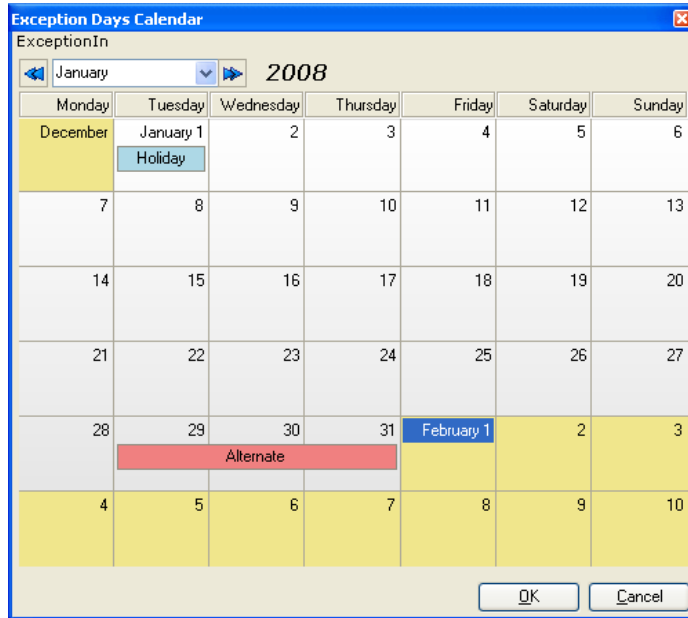 Exception Days Calendar
ExceptionIn
January 2008
Monday Tuesday Wednesday Thursday Friday Saturday Sunday
December January 1 2 3 4 5 6
Holiday
7 8 9 10 11 12 13
14 15 16 17 18 19 20
21 22 23 24 25 26 27
28 29 30 31 February 1 2 3
Alternate
4 5 6 7 8 9 10
OK Cancel